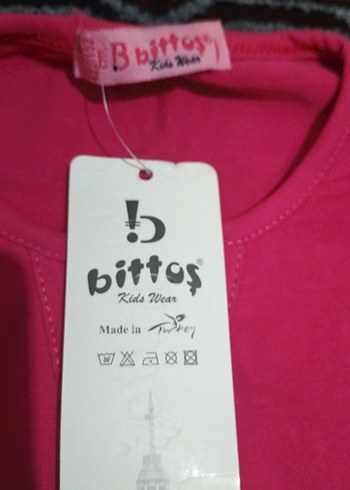 B bittoş
Kids Wear
bittoş
Kids Wear
Made in Turkey